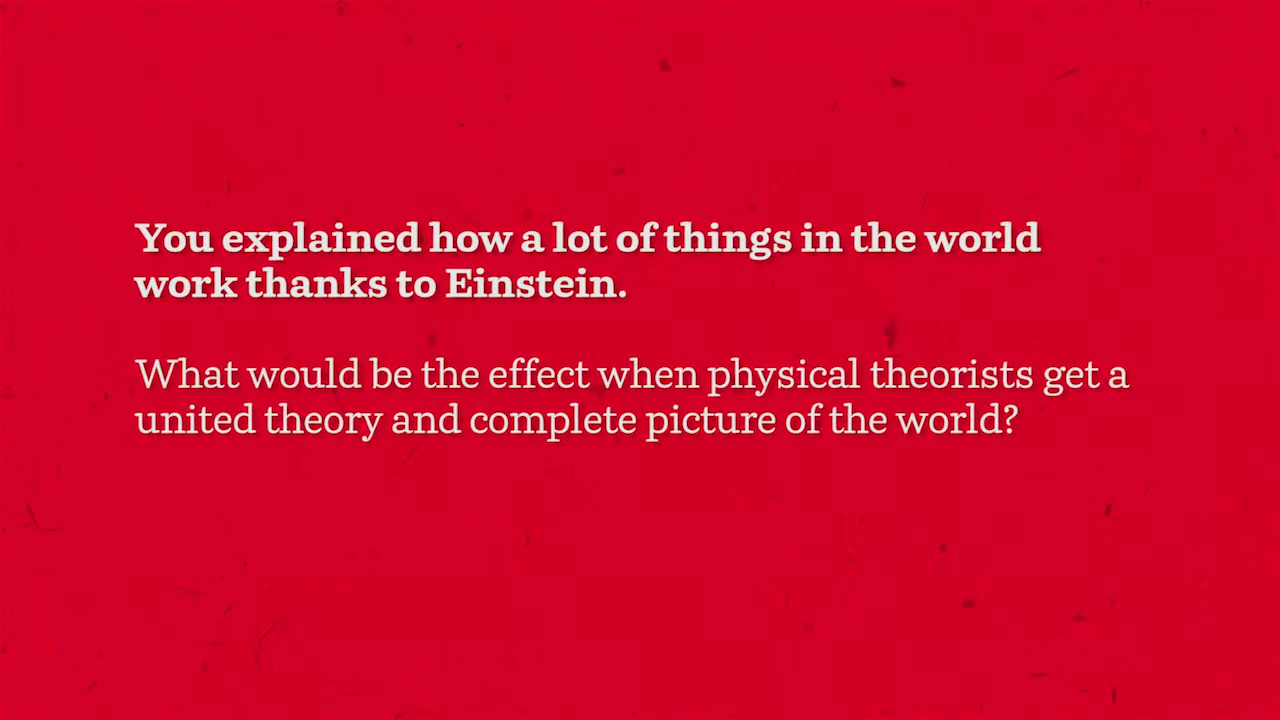 You explained how a lot of things in the world
work thanks to Einstein.
What would be the effect when physical theorists get a
united theory and complete picture of the world?